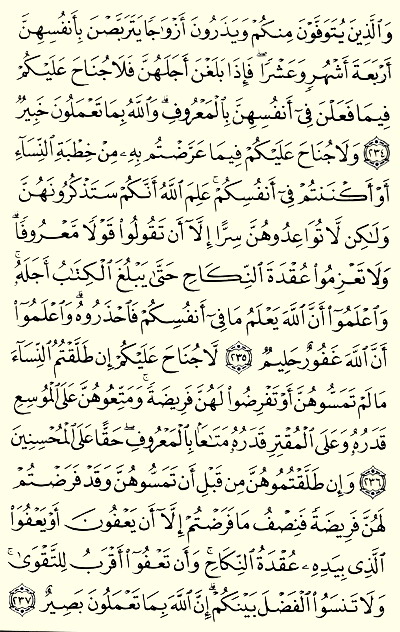 وَٱلَّذِينَ يُتَوَفَّوْنَ مِنكُمْ وَيَذَرُونَ أَزْوَٰجًا يَتَرَبَّصْنَ بِأَنفُسِهِنَّ
أَرْبَعَةَ أَشْهُرٍ وَعَشْرًا ۖ فَإِذَا بَلَغْنَ أَجَلَهُنَّ فَلَا جُنَاحَ عَلَيْكُمْ
فِيمَا فَعَلْنَ فِىٓ أَنفُسِهِنَّ بِٱلْمَعْرُوفِ ۗ وَٱللَّهُ بِمَا تَعْمَلُونَ خَبِيرٌ
٢٣٤ وَلَا جُنَاحَ عَلَيْكُمْ فِيمَا عَرَّضْتُم بِهِۦ مِنْ خِطْبَةِ ٱلنِّسَآءِ
أَوْ أَكْنَنتُمْ فِىٓ أَنفُسِكُمْ ۚ عَلِمَ ٱللَّهُ أَنَّكُمْ سَتَذْكُرُونَهُنَّ
وَلَٰكِن لَّا تُوَاعِدُوهُنَّ سِرًّا إِلَّآ أَن تَقُولُوا۟ قَوْلًا مَّعْرُوفًا ۚ
وَلَا تَعْزِمُوا۟ عُقْدَةَ ٱلنِّكَاحِ حَتَّىٰ يَبْلُغَ ٱلْكِتَٰبُ أَجَلَهُۥ ۚ
وَٱعْلَمُوٓا۟ أَنَّ ٱللَّهَ يَعْلَمُ مَا فِىٓ أَنفُسِكُمْ فَٱحْذَرُوهُ ۚ وَٱعْلَمُوٓا۟
أَنَّ ٱللَّهَ غَفُورٌ حَلِيمٌ ٢٣٥ لَّا جُنَاحَ عَلَيْكُمْ إِن طَلَّقْتُمُ ٱلنِّسَآءَ
مَا لَمْ تَمَسُّوهُنَّ أَوْ تَفْرِضُوا۟ لَهُنَّ فَرِيضَةً ۚ وَمَتِّعُوهُنَّ عَلَى ٱلْمُوسِعِ
قَدَرُهُۥ وَعَلَى ٱلْمُقْتِرِ قَدَرُهُۥ مَتَٰعًۢا بِٱلْمَعْرُوفِ ۖ حَقًّا عَلَى ٱلْمُحْسِنِينَ
٢٣٦ وَإِن طَلَّقْتُمُوهُنَّ مِن قَبْلِ أَن تَمَسُّوهُنَّ وَقَدْ فَرَضْتُمْ
لَهُنَّ فَرِيضَةً فَنِصْفُ مَا فَرَضْتُمْ إِلَّآ أَن يَعْفُونَ أَوْ يَعْفُوَا۟
ٱلَّذِى بِيَدِهِۦ عُقْدَةُ ٱلنِّكَاحِ ۚ وَأَن تَعْفُوٓا۟ أَقْرَبُ لِلتَّقْوَىٰ ۚ
وَلَا تَنسَوُا۟ ٱلْفَضْلَ بَيْنَكُمْ ۚ إِنَّ ٱللَّهَ بِمَا تَعْمَلُونَ بَصِيرٌ ٢٣٧